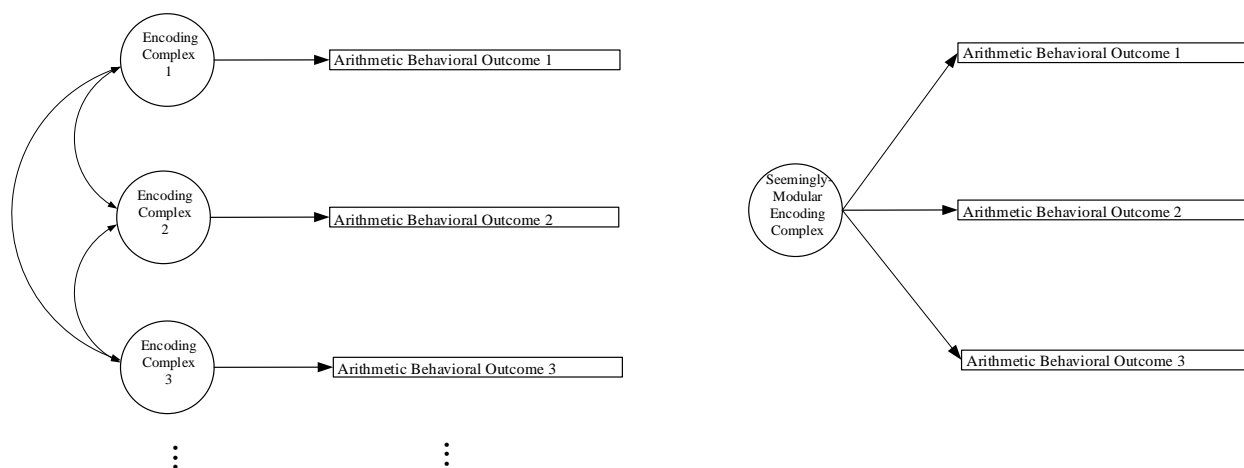 Encoding
Complex
1
Arithmetic Behavioral Outcome 1
Encoding
Complex
2
Arithmetic Behavioral Outcome 2
Encoding
Complex
3
Arithmetic Behavioral Outcome 3
Seemingly-
Modular
Encoding
Complex
Arithmetic Behavioral Outcome 1
Arithmetic Behavioral Outcome 2
Arithmetic Behavioral Outcome 3